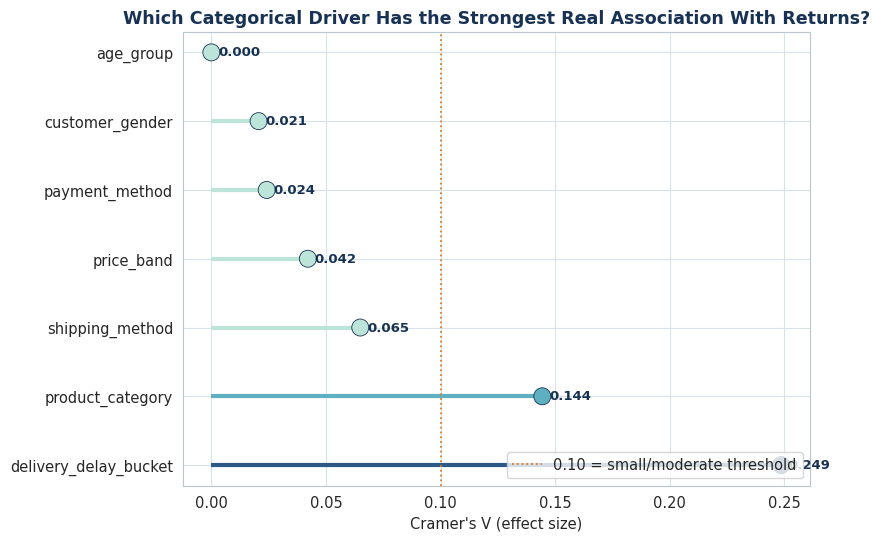 Which Categorical Driver Has the Strongest Real Association With Returns?
age_group
0.000
customer_gender
0.021
payment_method
0.024
price_band
0.042
shipping_method
0.065
product_category
0.144
delivery_delay_bucket
.249
0.10 = small/moderate threshold
0.00 0.05 0.10 0.15 0.20 0.25
Cramer's V (effect size)